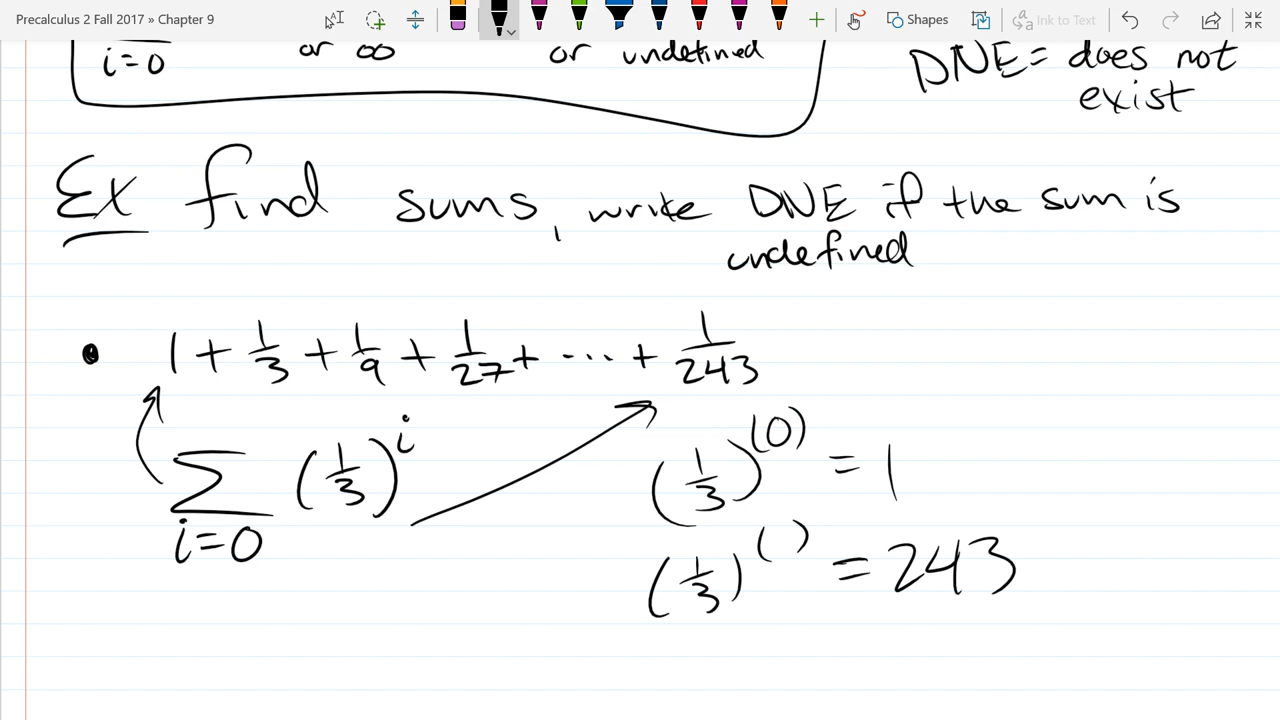 Precalculus 2 Fall 2017 » Chapter 9
Shapes
Ink to Text
i=0 or ∞ or undefined
DNE = does not
exist
Ex find sums, write DNE if the sum is
undefined
• 1 + 1/3 + 1/9 + 1/27 + ··· + 1/243
∑ i=0 (1/3)^i
(1/3)^(0) = 1
(1/3)^( ) = 243